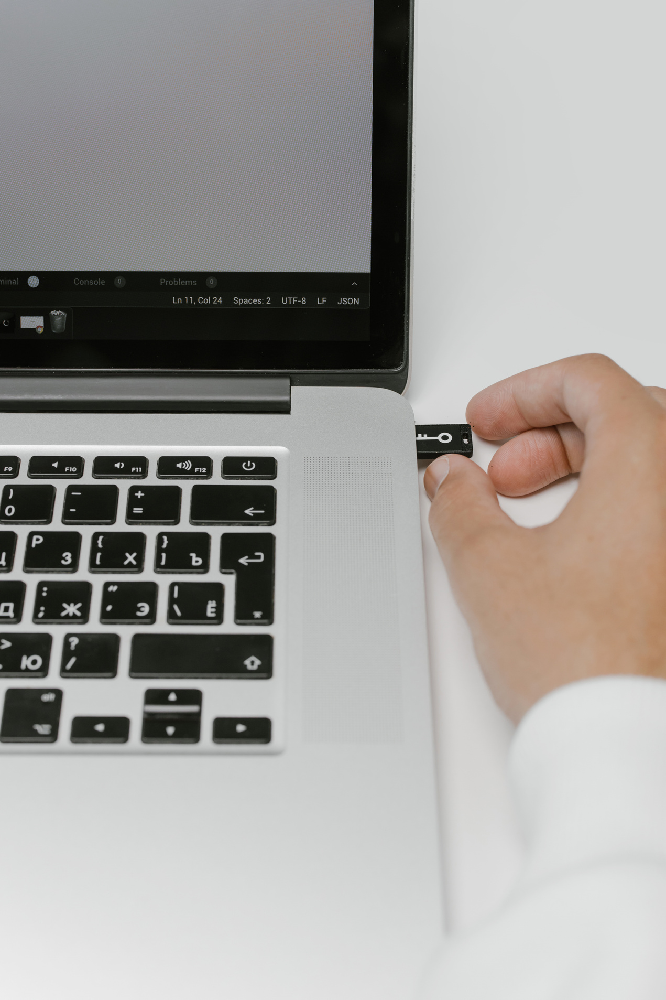 minal 26 Console 0 Problems 0
Ln 11, Col 24 Spaces: 2 UTF-8 LF JSON
F9 F10 F11 F12
)
0
—
-
+
=
P
З
{
[ Х
}
] Ъ
Д
:
; Ж
"
' Э
|
\ Ё
>
. Ю
?
/
alt